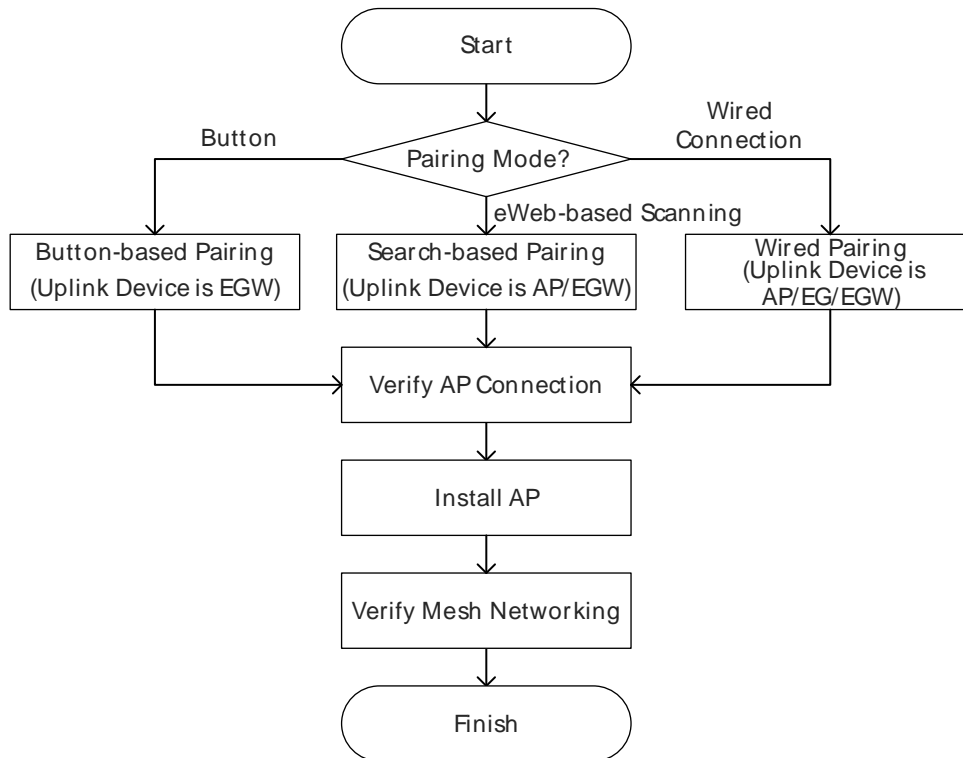 Start
Pairing Mode?
Button
Wired
Connection
eWeb-based Scanning
Button-based Pairing
(Uplink Device is EGW)
Search-based Pairing
(Uplink Device is AP/EGW)
Wired Pairing
(Uplink Device is
AP/EG/EGW)
Verify AP Connection
Install AP
Verify Mesh Networking
Finish